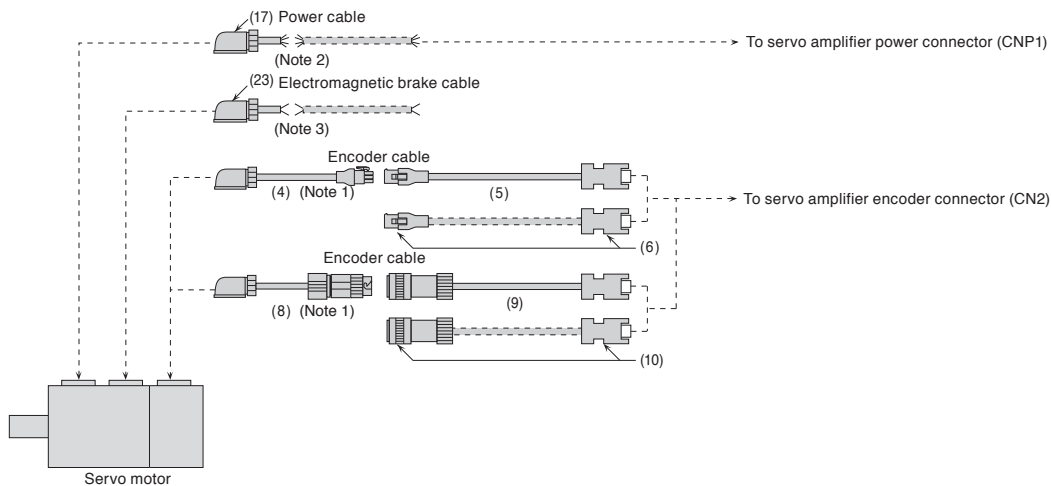 (17) Power cable
To servo amplifier power connector (CNP1)
(Note 2)
(23) Electromagnetic brake cable
(Note 3)
Encoder cable
(4) (Note 1)
(5)
To servo amplifier encoder connector (CN2)
(6)
Encoder cable
(8) (Note 1)
(9)
(10)
Servo motor